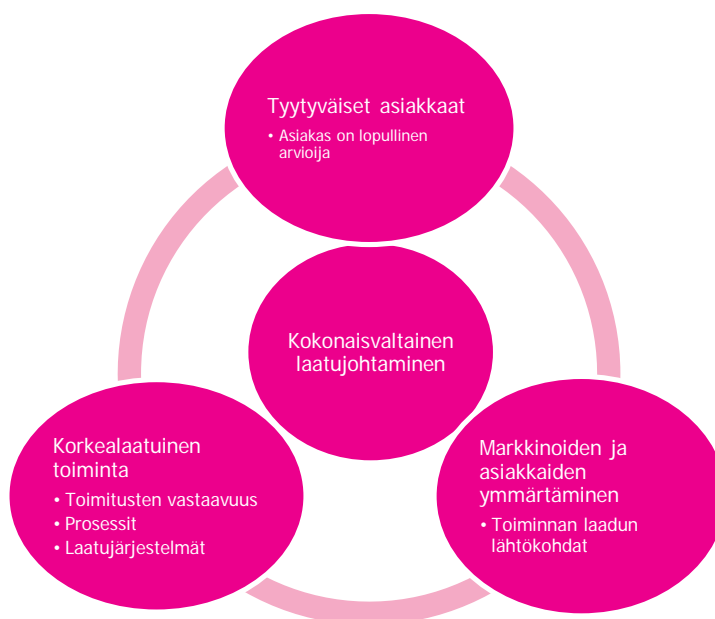 Tyytyväiset asiakkaat
• Asiakas on lopullinen
arvioija
Kokonaisvaltainen
laatujohtaminen
Korkealaatuinen
toiminta
• Toimitusten vastaavuus
• Prosessit
• Laatujärjestelmät
Markkinoiden ja
asiakkaiden
ymmärtäminen
• Toiminnan laadun
lähtökohdat